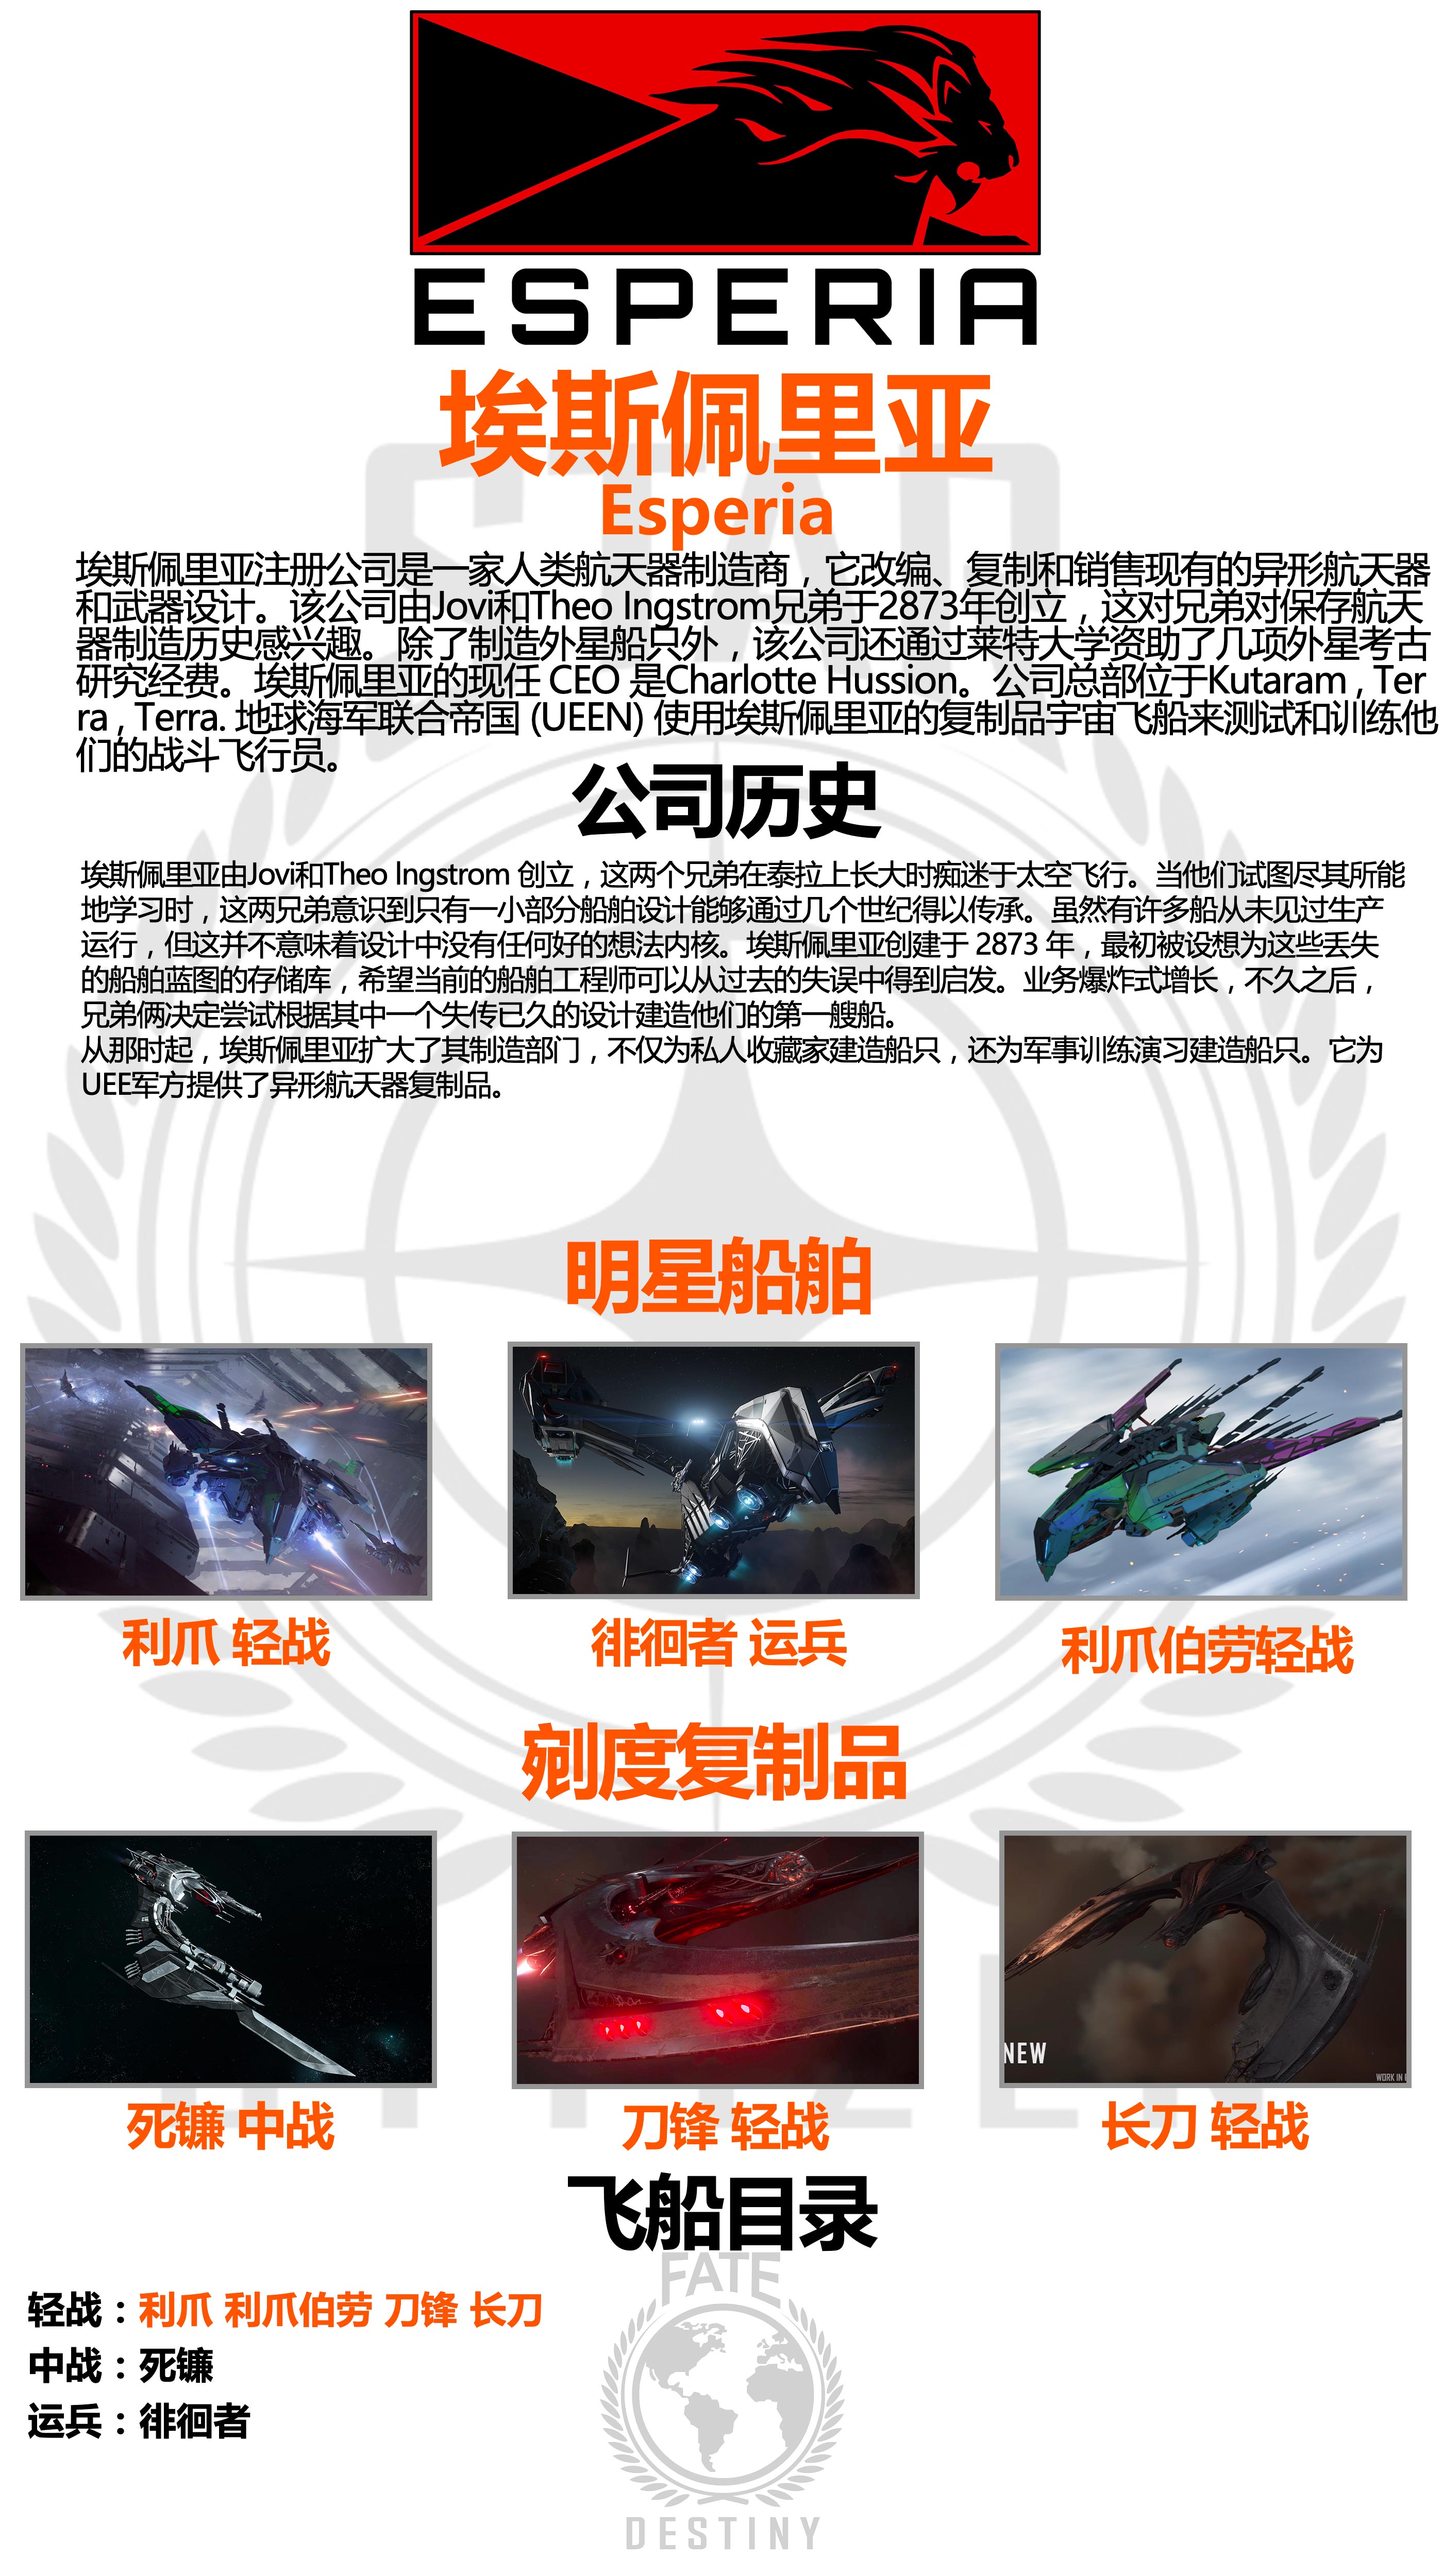 ESPERIA
埃斯佩里亚
Esperia
埃斯佩里亚注册公司是一家人类航天器制造商，它改编、复制和销售现有的异形航天器
和武器设计。该公司由Jovi和Theo Ingstrom兄弟于2873年创立，这对兄弟对保存航天
器制造历史感兴趣。除了制造外星船只外，该公司还通过莱特大学资助了几项外星考古
研究经费。埃斯佩里亚的现任 CEO 是Charlotte Hussion。公司总部位于Kutaram , Ter
ra , Terra. 地球海军联合帝国 (UEEN) 使用埃斯佩里亚的复制品宇宙飞船来测试和训练他
们的战斗飞行员。
公司历史
埃斯佩里亚由Jovi和Theo Ingstrom 创立，这两个兄弟在泰拉上长大时痴迷于太空飞行。当他们试图尽其所能
地学习时，这两兄弟意识到只有一小部分船舶设计能够通过几个世纪得以传承。虽然有许多船从未见过生产
运行，但这并不意味着设计中没有任何好的想法内核。埃斯佩里亚创建于 2873 年，最初被设想为这些丢失
的船舶蓝图的存储库，希望当前的船舶工程师可以从过去的失误中得到启发。业务爆炸式增长，不久之后，
兄弟俩决定尝试根据其中一个失传已久的设计建造他们的第一艘船。
从那时起，埃斯佩里亚扩大了其制造部门，不仅为私人收藏家建造船只，还为军事训练演习建造船只。它为
UEE军方提供了异形航天器复制品。
明星船舶
利爪 轻战
徘徊者 运兵
利爪伯劳轻战
剜度复制品
NEW
WORK IN
死镰 中战
刀锋 轻战
长刀 轻战
飞船目录
轻战：利爪 利爪伯劳 刀锋 长刀
中战：死镰
运兵：徘徊者
FATE
DESTINY